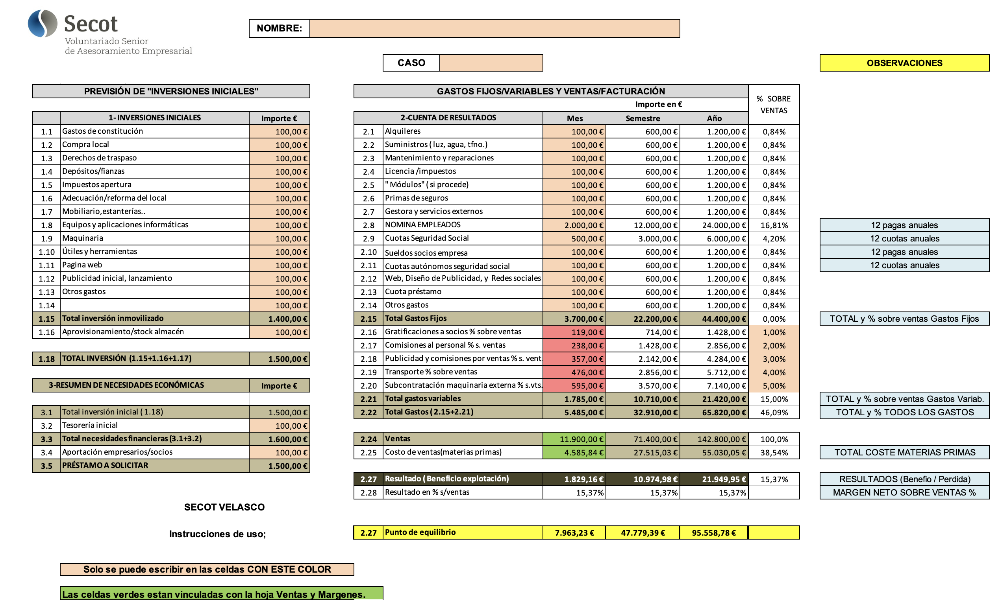 Secot
Voluntariado Senior
de Asesoramiento Empresarial
NOMBRE:
CASO
OBSERVACIONES
PREVISIÓN DE "INVERSIONES INICIALES"
1- INVERSIONES INICIALES Importe €
1.1 Gastos de constitución 100,00 €
1.2 Compra local 100,00 €
1.3 Derechos de traspaso 100,00 €
1.4 Depósitos/fianzas 100,00 €
1.5 Impuestos apertura 100,00 €
1.6 Adecuación/reforma del local 100,00 €
1.7 Mobiliario,estanterías.. 100,00 €
1.8 Equipos y aplicaciones informáticas 100,00 €
1.9 Maquinaria 100,00 €
1.10 Útiles y herramientas 100,00 €
1.11 Pagina web 100,00 €
1.12 Publicidad inicial, lanzamiento 100,00 €
1.13 Otros gastos 100,00 €
1.14 100,00 €
1.15 Total inversión inmovilizado 1.400,00 €
1.16 Aprovisionamiento/stock almacén 100,00 €
1.18 TOTAL INVERSIÓN (1.15+1.16+1.17) 1.500,00 €
3-RESUMEN DE NECESIDADES ECONÓMICAS Importe €
3.1 Total inversión inicial ( 1.18) 1.500,00 €
3.2 Tesorería inicial 100,00 €
3.3 Total necesidades financieras (3.1+3.2) 1.600,00 €
3.4 Aportación empresarios/socios 100,00 €
3.5 PRÉSTAMO A SOLICITAR 1.500,00 €
GASTOS FIJOS/VARIABLES Y VENTAS/FACTURACIÓN
% SOBRE
VENTAS
Importe en €
2-CUENTA DE RESULTADOS Mes Semestre Año
2.1 Alquileres 100,00 € 600,00 € 1.200,00 € 0,84%
2.2 Suministros ( luz, agua, tfno.) 100,00 € 600,00 € 1.200,00 € 0,84%
2.3 Mantenimiento y reparaciones 100,00 € 600,00 € 1.200,00 € 0,84%
2.4 Licencia /impuestos 100,00 € 600,00 € 1.200,00 € 0,84%
2.5 " Módulos" ( si procede) 100,00 € 600,00 € 1.200,00 € 0,84%
2.6 Primas de seguros 100,00 € 600,00 € 1.200,00 € 0,84%
2.7 Gestora y servicios externos 100,00 € 600,00 € 1.200,00 € 0,84%
2.8 NOMINA EMPLEADOS 2.000,00 € 12.000,00 € 24.000,00 € 16,81% 12 pagas anuales
2.9 Cuotas Seguridad Social 500,00 € 3.000,00 € 6.000,00 € 4,20% 12 cuotas anuales
2.10 Sueldos socios empresa 100,00 € 600,00 € 1.200,00 € 0,84% 12 pagas anuales
2.11 Cuotas autónomos seguridad social 100,00 € 600,00 € 1.200,00 € 0,84% 12 cuotas anuales
2.12 Web, Diseño de Publicidad, y Redes sociales 100,00 € 600,00 € 1.200,00 € 0,84%
2.13 Cuota préstamo 100,00 € 600,00 € 1.200,00 € 0,84%
2.14 Otros gastos 100,00 € 600,00 € 1.200,00 € 0,84%
2.15 Total Gastos Fijos 3.700,00 € 22.200,00 € 44.400,00 € 0,00% TOTAL y % sobre ventas Gastos Fijos
2.16 Gratificaciones a socios % sobre ventas 119,00 € 714,00 € 1.428,00 € 1,00%
2.17 Comisiones al personal % s. ventas 238,00 € 1.428,00 € 2.856,00 € 2,00%
2.18 Publicidad y comisiones por ventas % s. vent. 357,00 € 2.142,00 € 4.284,00 € 3,00%
2.19 Transporte % sobre ventas 476,00 € 2.856,00 € 5.712,00 € 4,00%
2.20 Subcontratación maquinaria externa % s.vts. 595,00 € 3.570,00 € 7.140,00 € 5,00%
2.21 Total gastos variables 1.785,00 € 10.710,00 € 21.420,00 € 15,00% TOTAL y % sobre ventas Gastos Variab.
2.22 Total Gastos ( 2.15+2.21) 5.485,00 € 32.910,00 € 65.820,00 € 46,09% TOTAL y % TODOS LOS GASTOS
2.24 Ventas 11.900,00 € 71.400,00 € 142.800,00 € 100,0%
2.25 Costo de ventas(materias primas) 4.585,84 € 27.515,03 € 55.030,05 € 38,54% TOTAL COSTE MATERIAS PRIMAS
2.27 Resultado ( Beneficio explotación) 1.829,16 € 10.974,98 € 21.949,95 € 15,37% RESULTADOS (Benefio / Perdida)
2.28 Resultado en % s/ventas 15,37% 15,37% 15,37% MARGEN NETO SOBRE VENTAS %
SECOT VELASCO
Instrucciones de uso;
2.27 Punto de equilibrio 7.963,23 € 47.779,39 € 95.558,78 €
Solo se puede escribir en las celdas CON ESTE COLOR
Las celdas verdes estan vinculadas con la hoja Ventas y Margenes.